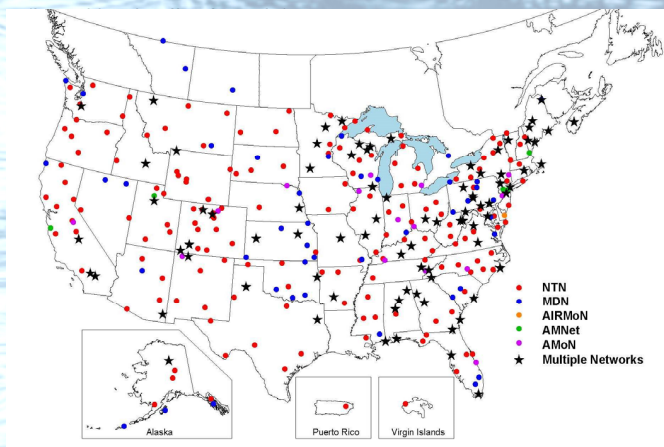 NTN
MDN
AIRMoN
AMNet
AMoN
Multiple Networks
Alaska
Puerto Rico
Virgin Islands